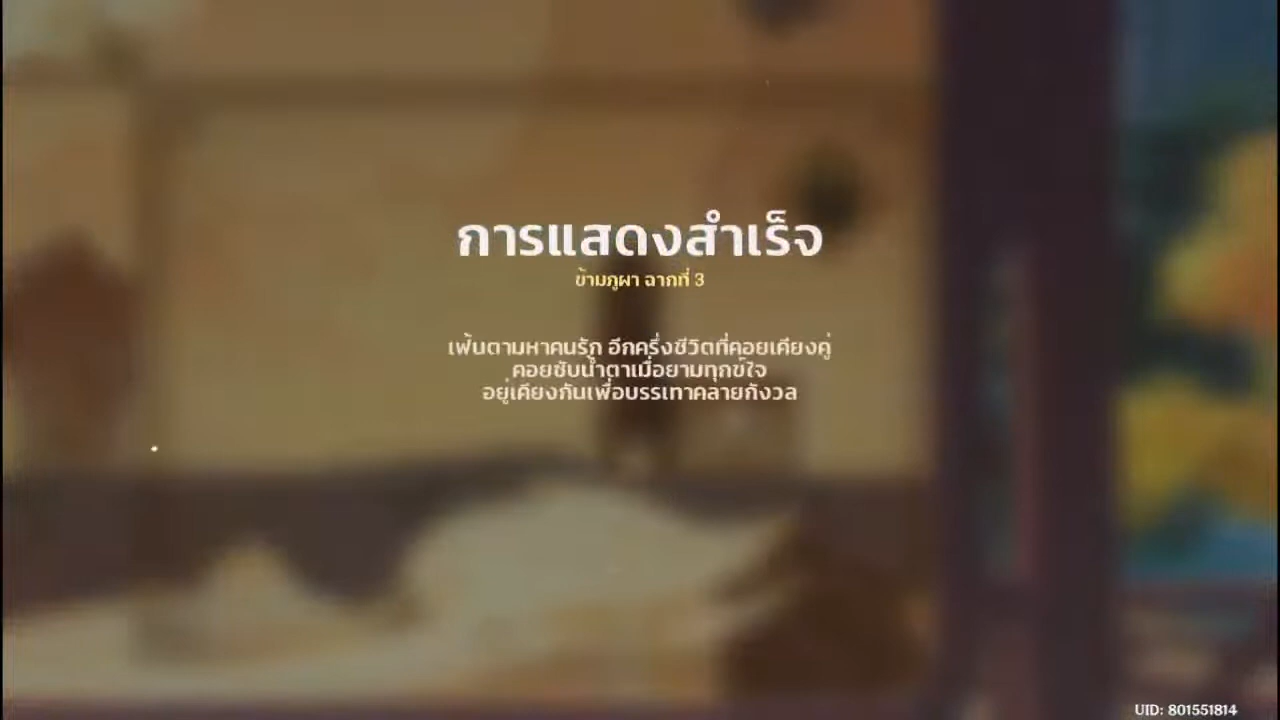 การแสดงสำเร็จ
ข้ามภูผา ฉากที่ 3
เฟ้นตามหาคนรัก อีกครึ่งชีวิตที่คอยเคียงคู่
คอยซับน้ำตาเมื่อยามทุกข์ใจ
อยู่เคียงกันเพื่อบรรเทาคลายกังวล
UID: 801551814